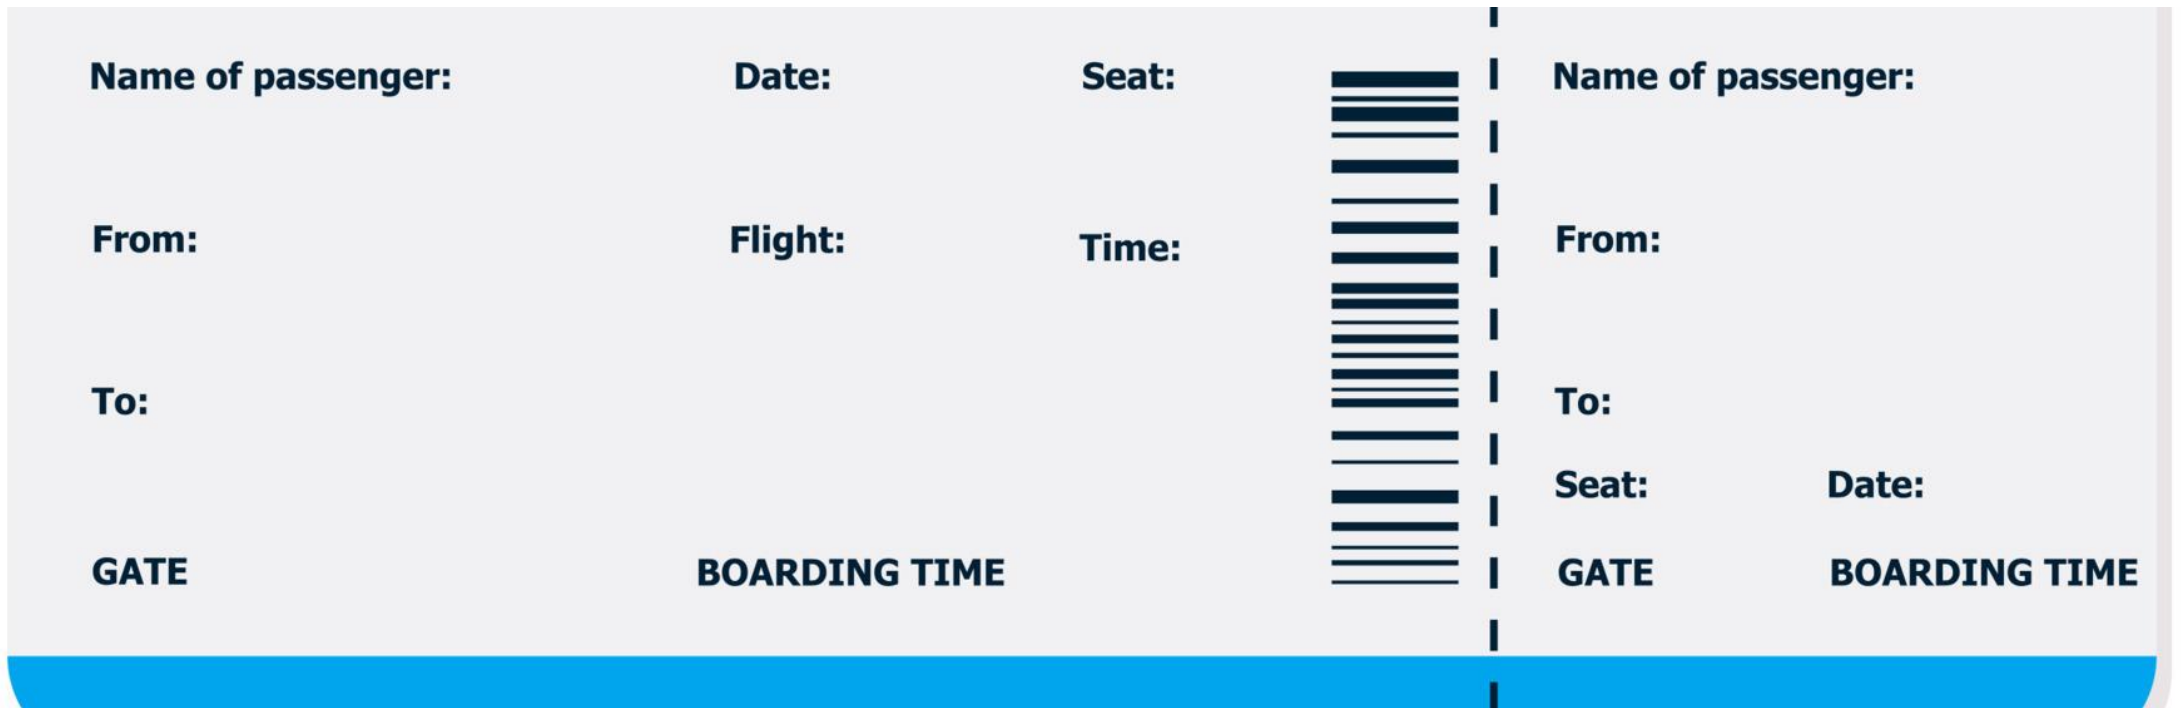 Name of passenger:
Date:
Seat:
From:
Flight:
Time:
To:
GATE
BOARDING TIME
Name of passenger:
From:
To:
Seat:
Date:
GATE
BOARDING TIME